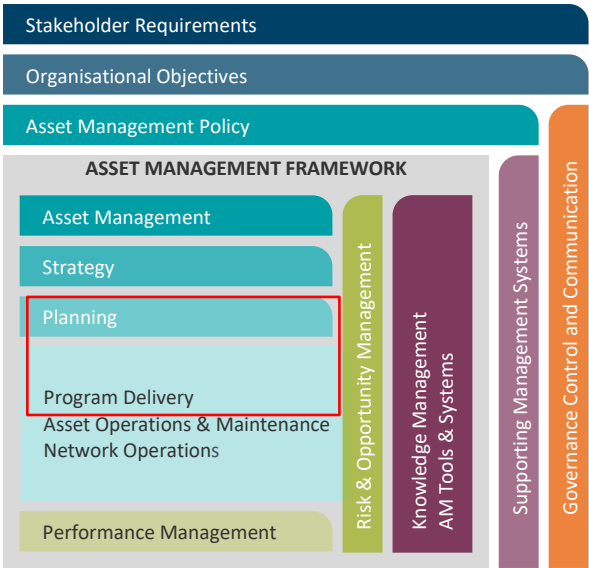 Stakeholder Requirements
Organisational Objectives
Asset Management Policy
ASSET MANAGEMENT FRAMEWORK
Asset Management
Strategy
Planning
Program Delivery
Asset Operations & Maintenance
Network Operations
Performance Management
Risk & Opportunity Management
Knowledge Management
AM Tools & Systems
Supporting Management Systems
Governance Control and Communication